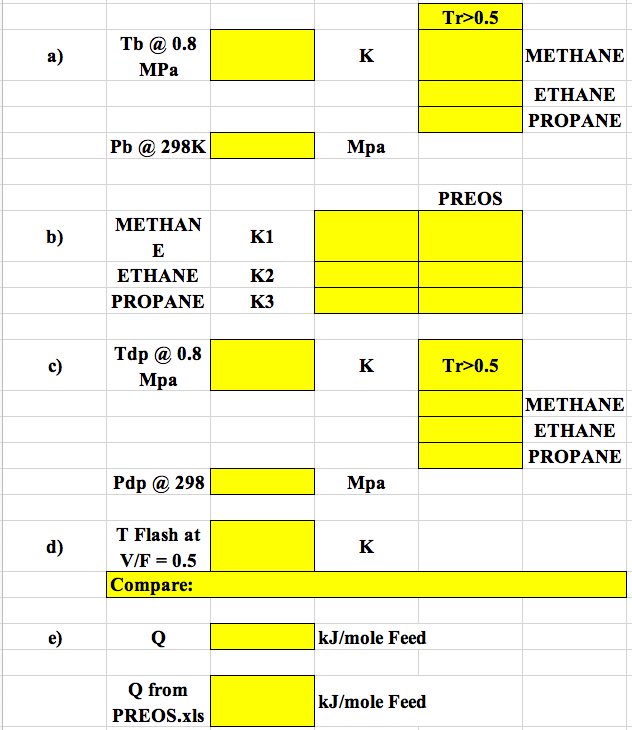 Tr>0.5
a)
Tb @ 0.8
MPa
K
METHANE
ETHANE
PROPANE
Pb @ 298K
Mpa
PREOS
b)
METHAN
E
K1
ETHANE
K2
PROPANE
K3
c)
Tdp @ 0.8
Mpa
K
Tr>0.5
METHANE
ETHANE
PROPANE
Pdp @ 298
Mpa
d)
T Flash at
V/F = 0.5
K
Compare:
e)
Q
kJ/mole Feed
Q from
PREOS.xls
kJ/mole Feed